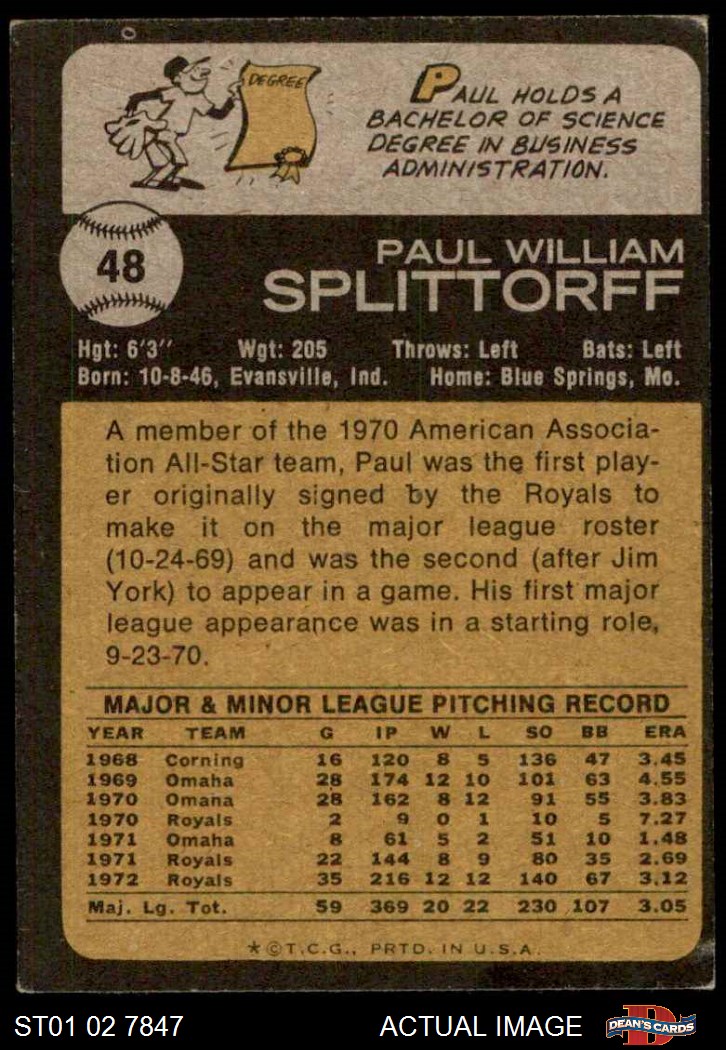 DEGREE
PAUL HOLDS A
BACHELOR OF SCIENCE
DEGREE IN BUSINESS
ADMINISTRATION.
48
PAUL WILLIAM
SPLITTORFF
Hgt: 6'3" Wgt: 205 Throws: Left Bats: Left
Born: 10-8-46, Evansville, Ind. Home: Blue Springs, Mo.
A member of the 1970 American Associa-
tion All-Star team, Paul was the first play-
er originally signed by the Royals to
make it on the major league roster
(10-24-69) and was the second (after Jim
York) to appear in a game. His first major
league appearance was in a starting role,
9-23-70.
MAJOR & MINOR LEAGUE PITCHING RECORD
YEAR TEAM G IP W L SO BB ERA
1968 Corning 16 120 8 5 136 47 3.45
1969 Omaha 28 174 12 10 101 63 4.55
1970 Omana 28 162 8 12 91 55 3.83
1970 Royals 2 9 0 1 10 5 7.27
1971 Omaha 8 61 5 2 51 10 1.48
1971 Royals 22 144 8 9 80 35 2.69
1972 Royals 35 216 12 12 140 67 3.12
Maj. Lg. Tot. 59 369 20 22 230 107 3.05
*©T.C.G., PRTD. IN U.S.A.
ST01 02 7847 ACTUAL IMAGE
D
DEAN'S CARDS